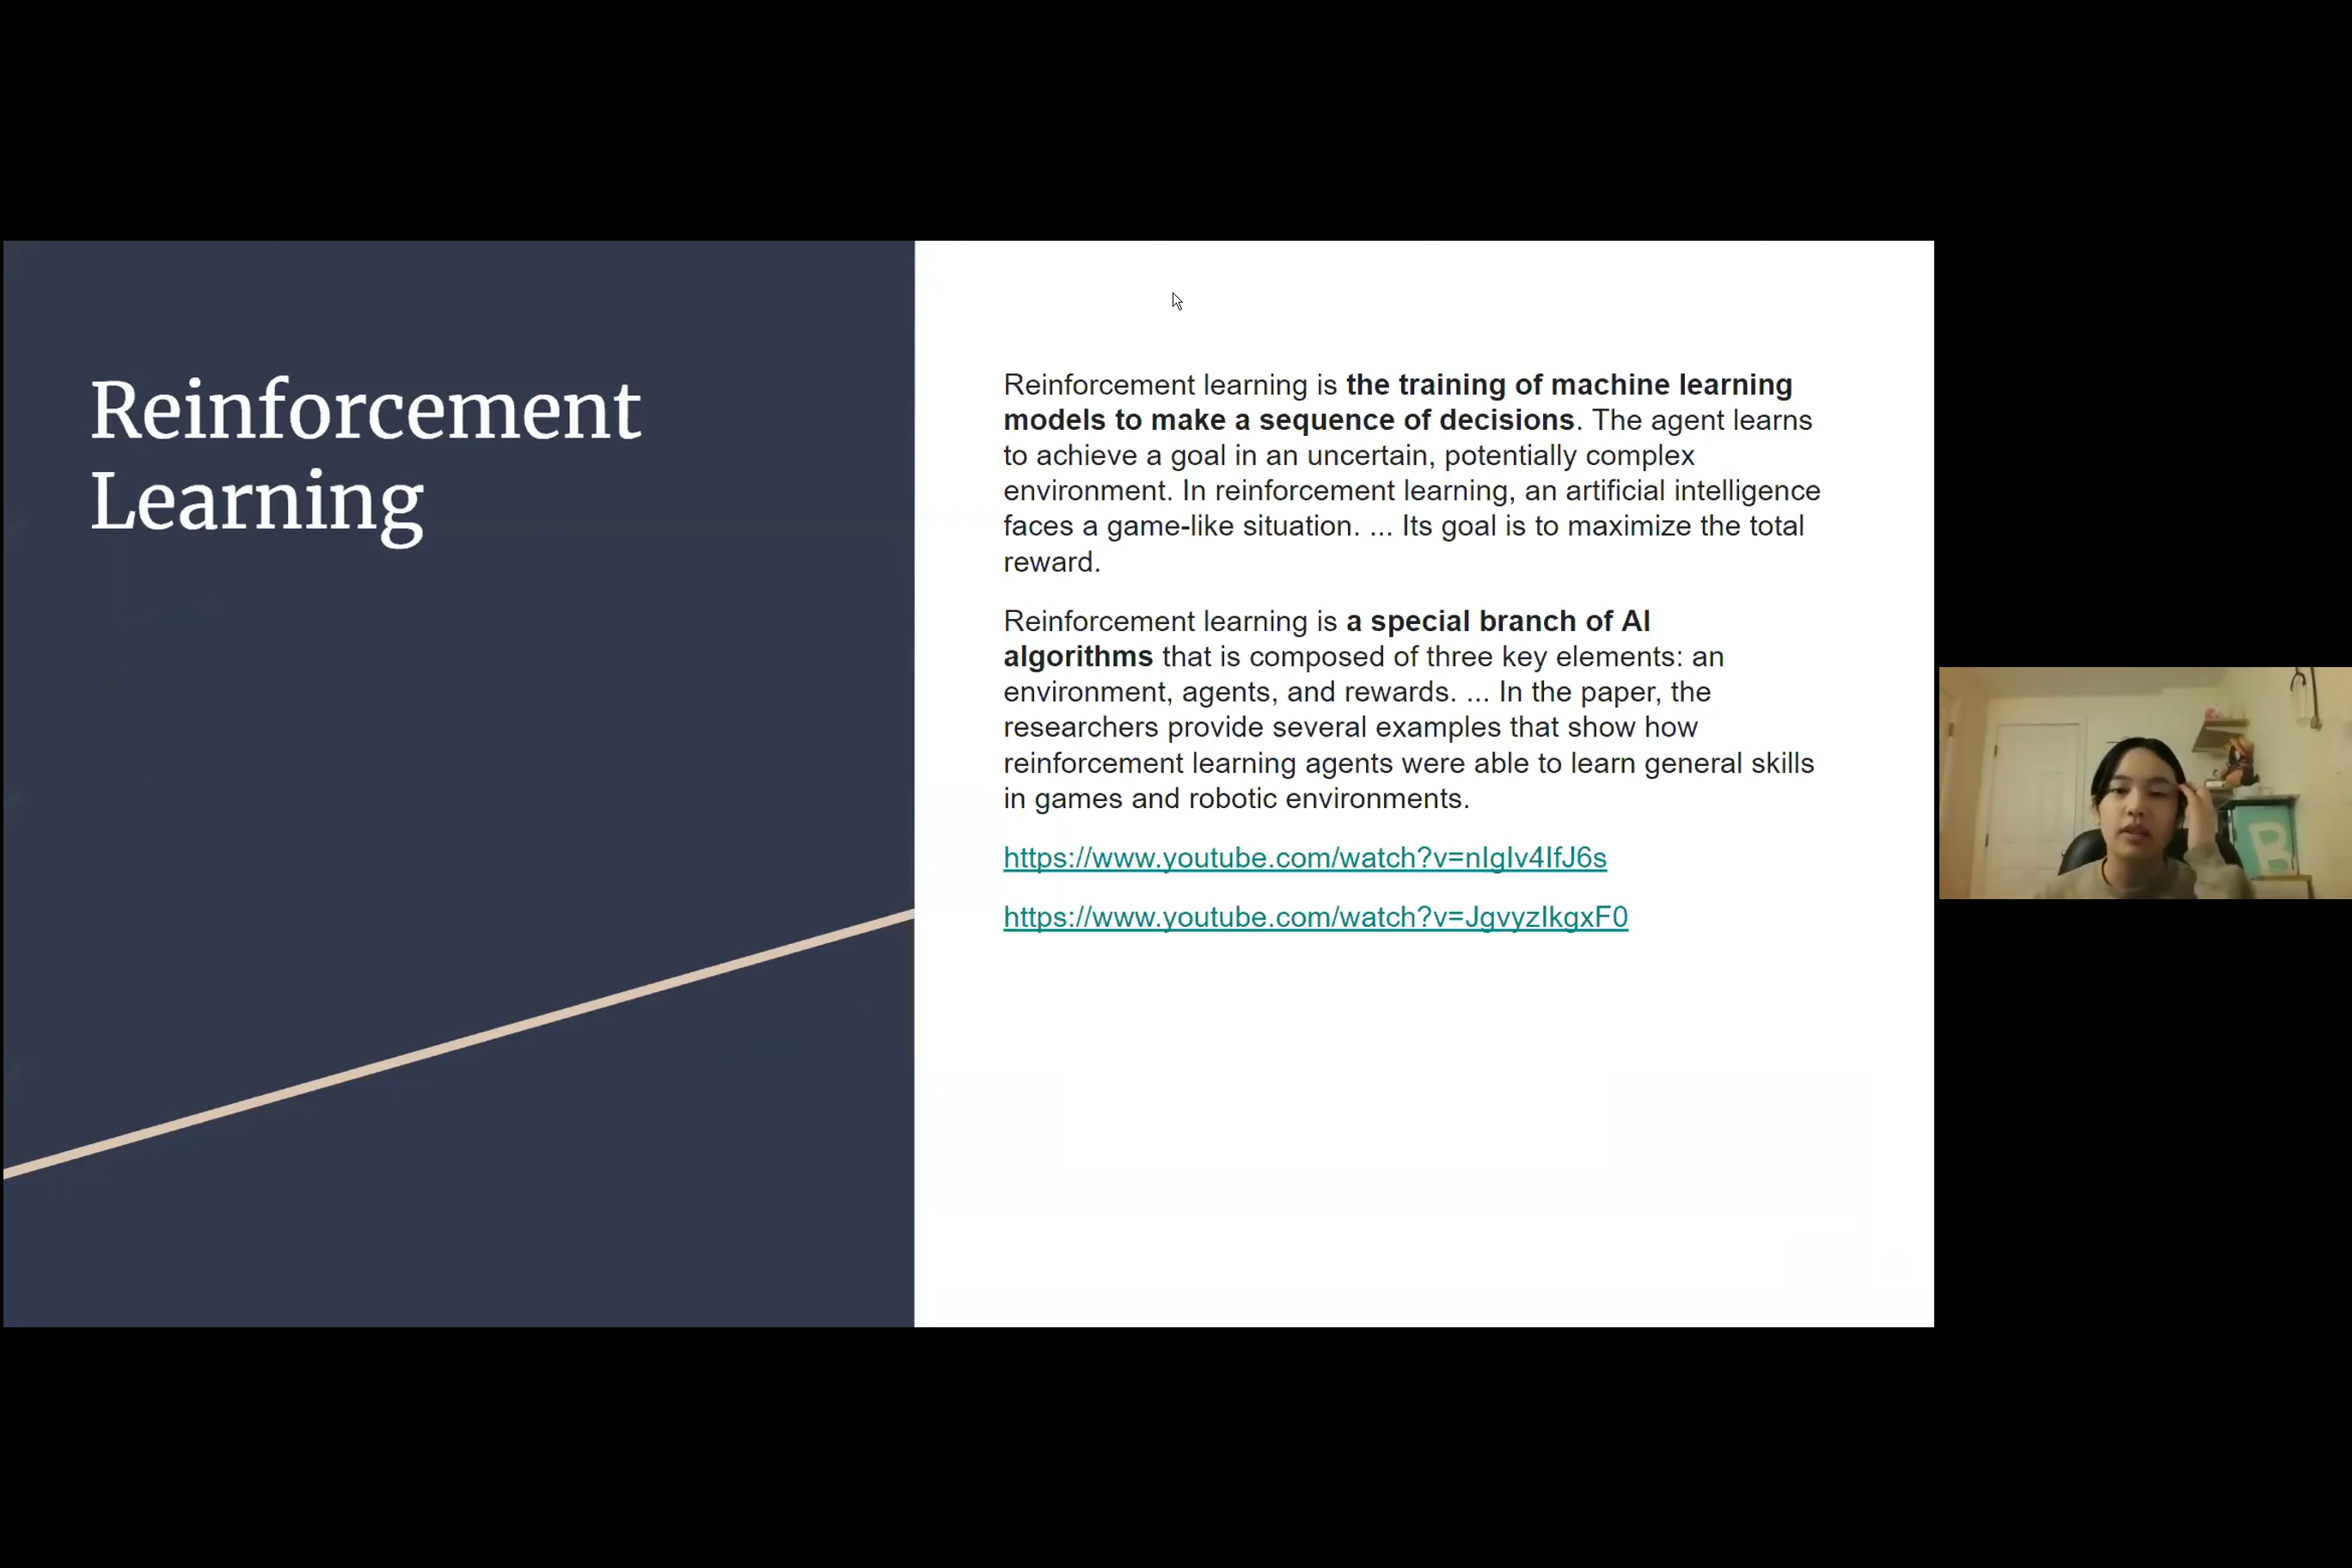 Reinforcement
Learning
Reinforcement learning is the training of machine learning
models to make a sequence of decisions. The agent learns
to achieve a goal in an uncertain, potentially complex
environment. In reinforcement learning, an artificial intelligence
faces a game-like situation. ... Its goal is to maximize the total
reward.
Reinforcement learning is a special branch of AI
algorithms that is composed of three key elements: an
environment, agents, and rewards. ... In the paper, the
researchers provide several examples that show how
reinforcement learning agents were able to learn general skills
in games and robotic environments.
https://www.youtube.com/watch?v=nIgIv4IfJ6s
https://www.youtube.com/watch?v=JgvyzIkgxF0
B